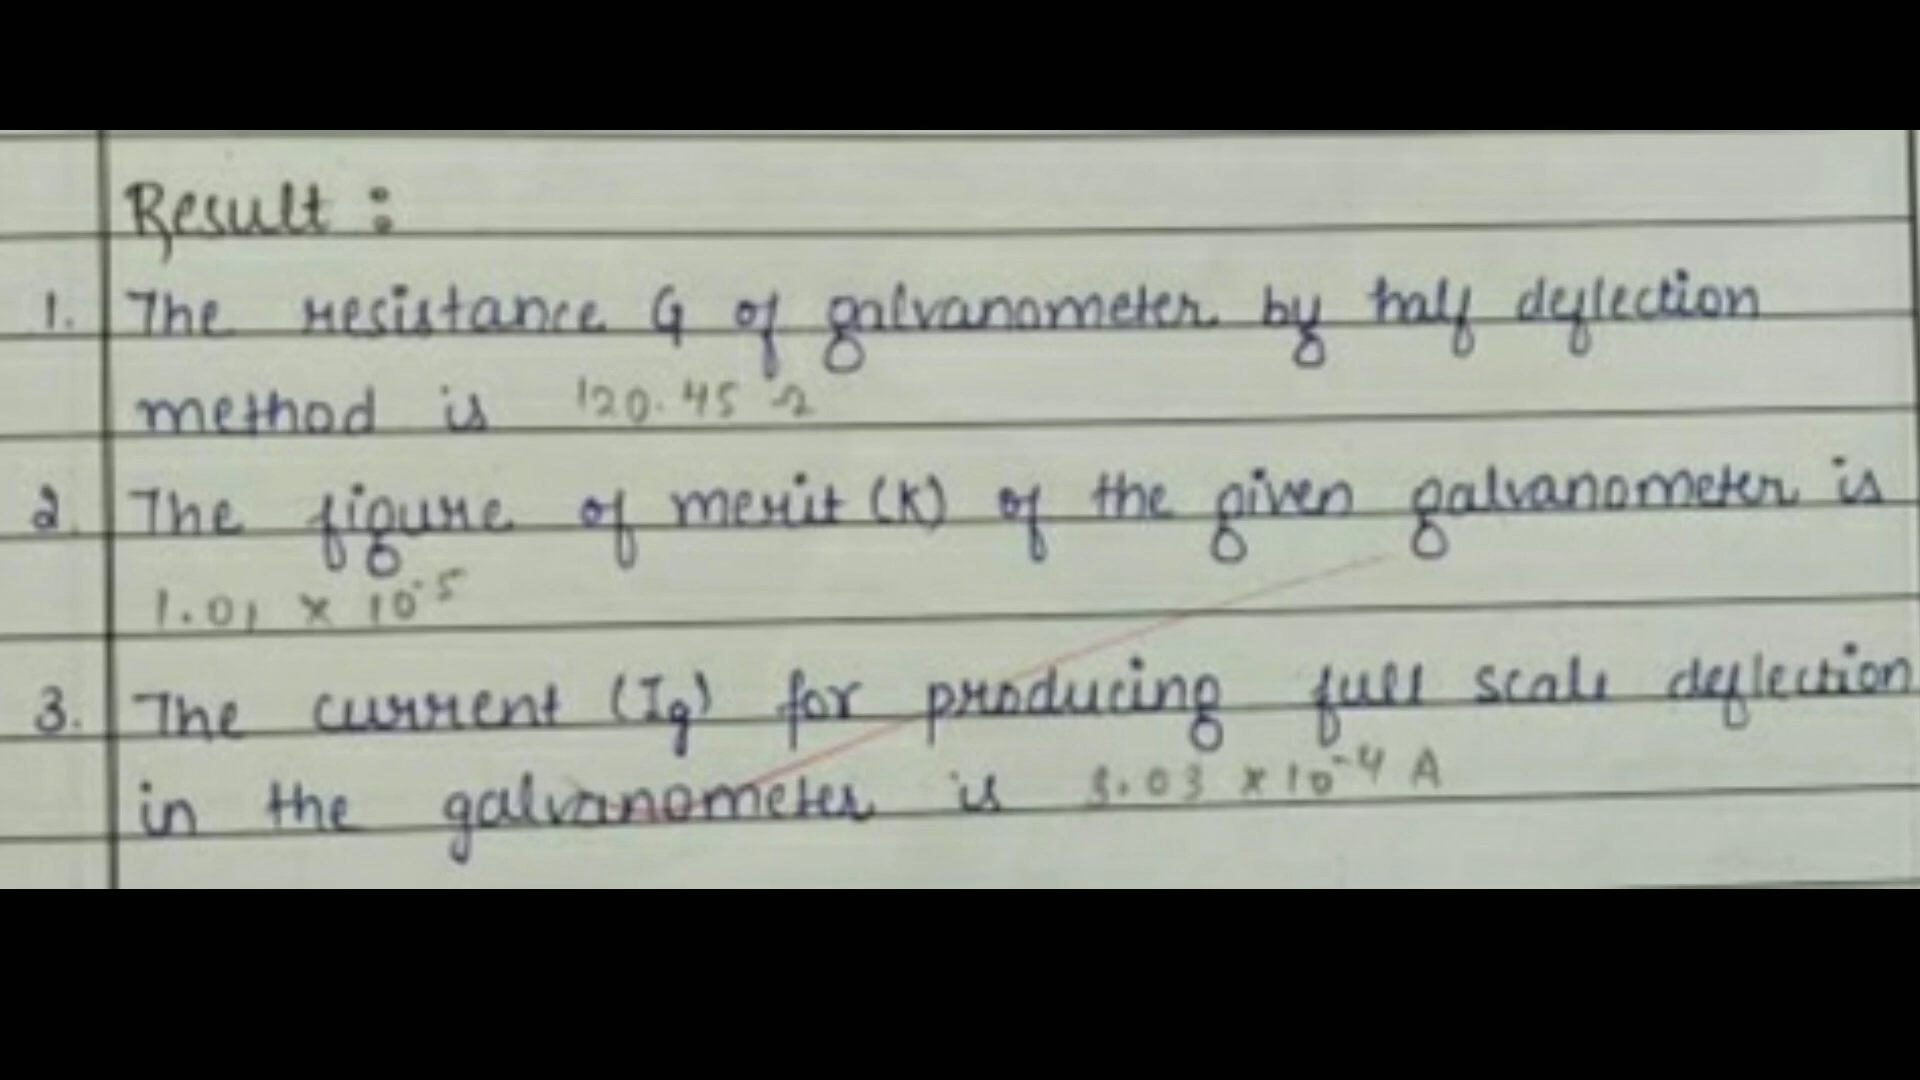 Result :
1. The resistance G of galvanometer by half deflection
method is 120.45 Ω
2. The figure of merit (K) of the given galvanometer is
1.01 × 10⁻⁵
3. The current (Ig) for producing full scale deflection
in the galvanometer is 3.03 × 10⁻⁴ A